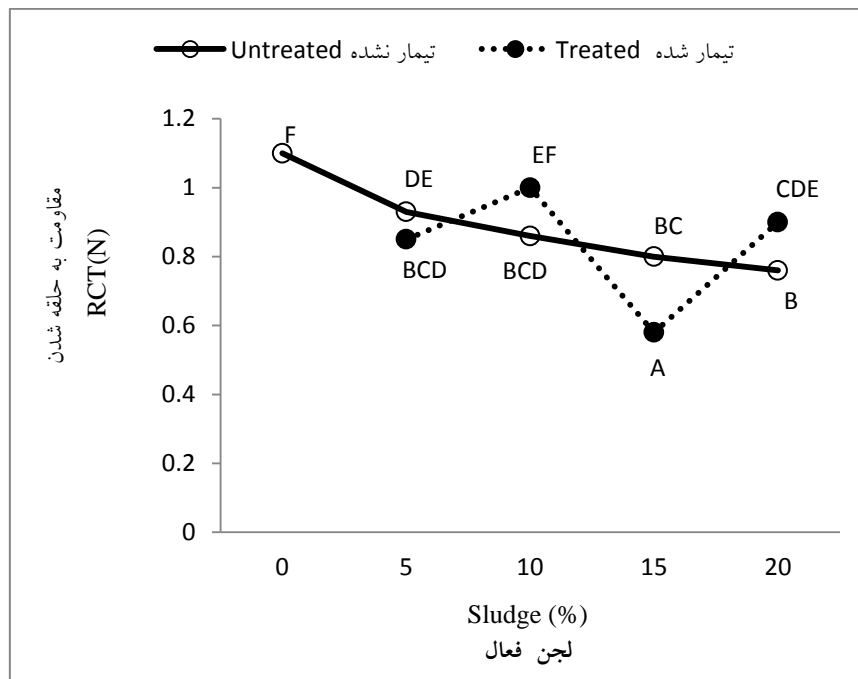 Untreated تیمار نشده Treated تیمار شده
مقاومت به حلقه شدن
RCT(N)
1.2
1
0.8
0.6
0.4
0.2
0
F
DE
EF
BC
CDE
BCD
BCD
A
B
0 5 10 15 20
Sludge (%)
لجن فعال